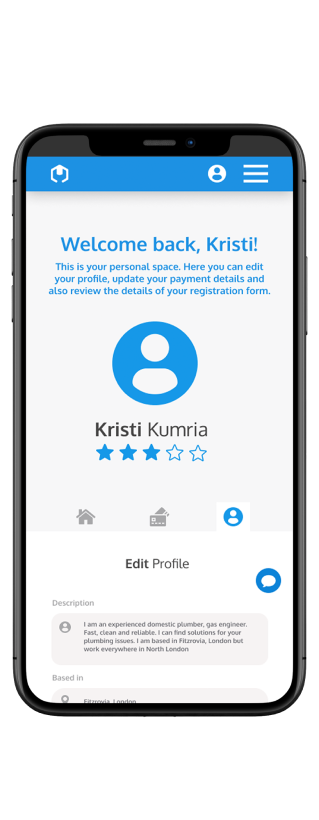 Welcome back, Kristi!
This is your personal space. Here you can edit
your profile, update your payment details and
also review the details of your registration form.
Kristi Kumria
Edit Profile
Description
I am an experienced domestic plumber, gas engineer.
Fast, clean and reliable. I can find solutions for your
plumbing issues. I am based in Fitzrovia, London but
work everywhere in North London
Based in
Fitzrovia, London